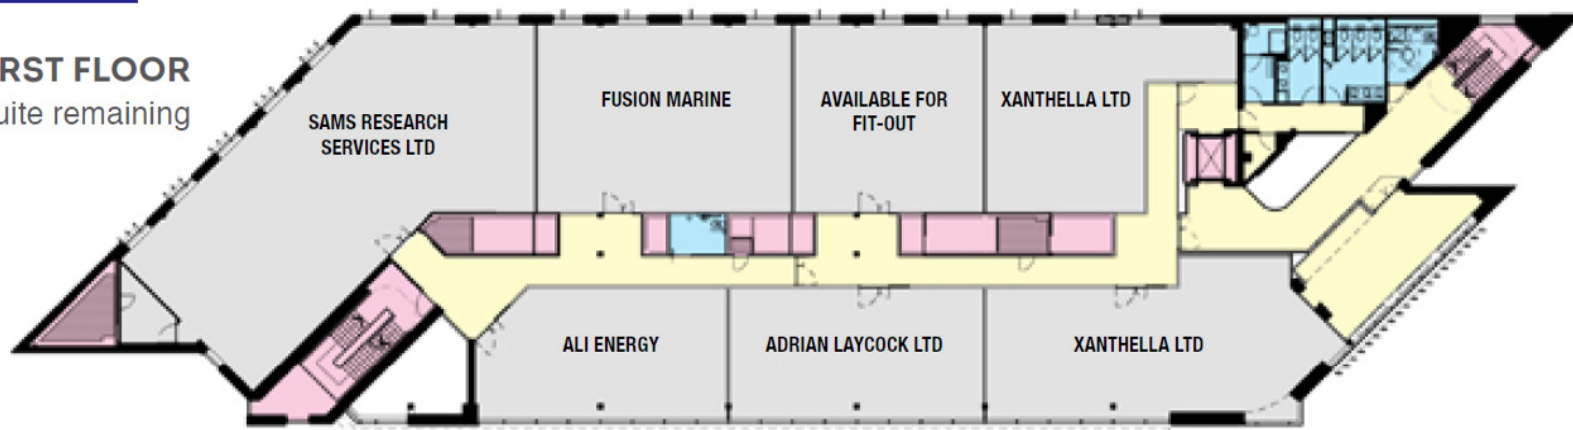 RST FLOOR
uite remaining
SAMS RESEARCH
SERVICES LTD
FUSION MARINE
AVAILABLE FOR
FIT-OUT
XANTHELLA LTD
ALI ENERGY
ADRIAN LAYCOCK LTD
XANTHELLA LTD